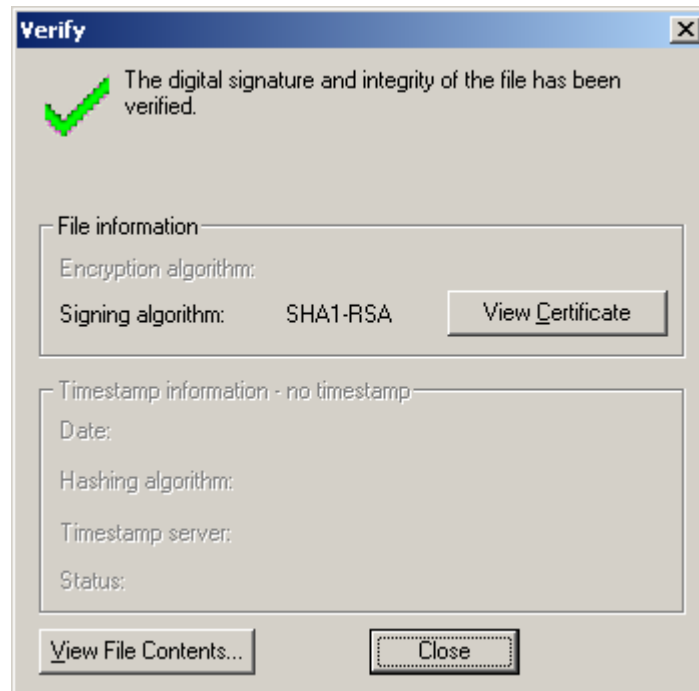 Verify
The digital signature and integrity of the file has been
verified.
File information
Encryption algorithm:
Signing algorithm: SHA1-RSA View Certificate
Timestamp information - no timestamp
Date:
Hashing algorithm:
Timestamp server:
Status:
View File Contents... Close